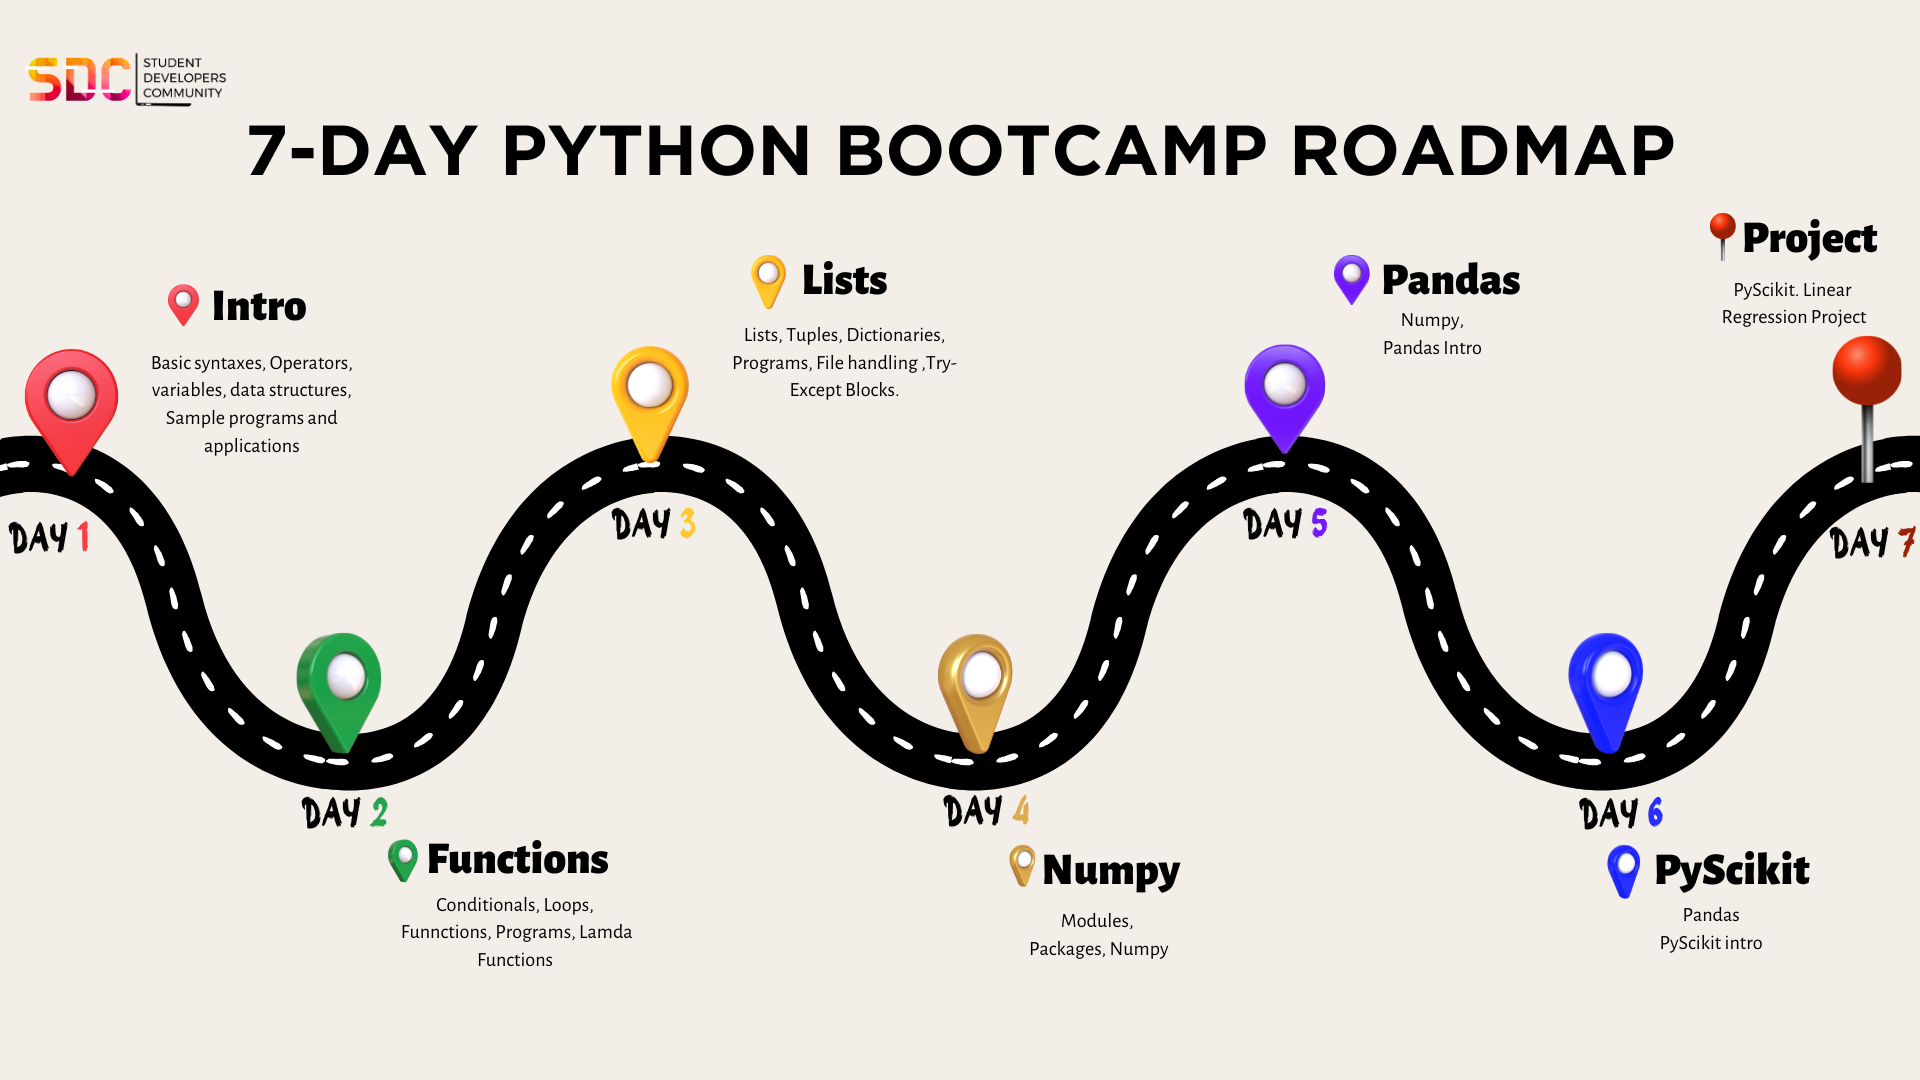 SDC
STUDENT
DEVELOPERS
COMMUNITY
7-DAY PYTHON BOOTCAMP ROADMAP
Intro
Basic syntaxes, Operators,
variables, data structures,
Sample programs and
applications
DAY 1
DAY 2
Functions
Conditionals, Loops,
Funnctions, Programs, Lamda
Functions
Lists
Lists, Tuples, Dictionaries,
Programs, File handling ,Try-
Except Blocks.
DAY 3
DAY 4
Numpy
Modules,
Packages, Numpy
Pandas
Numpy,
Pandas Intro
DAY 5
DAY 6
PyScikit
Pandas
PyScikit intro
Project
PyScikit. Linear
Regression Project
DAY 7